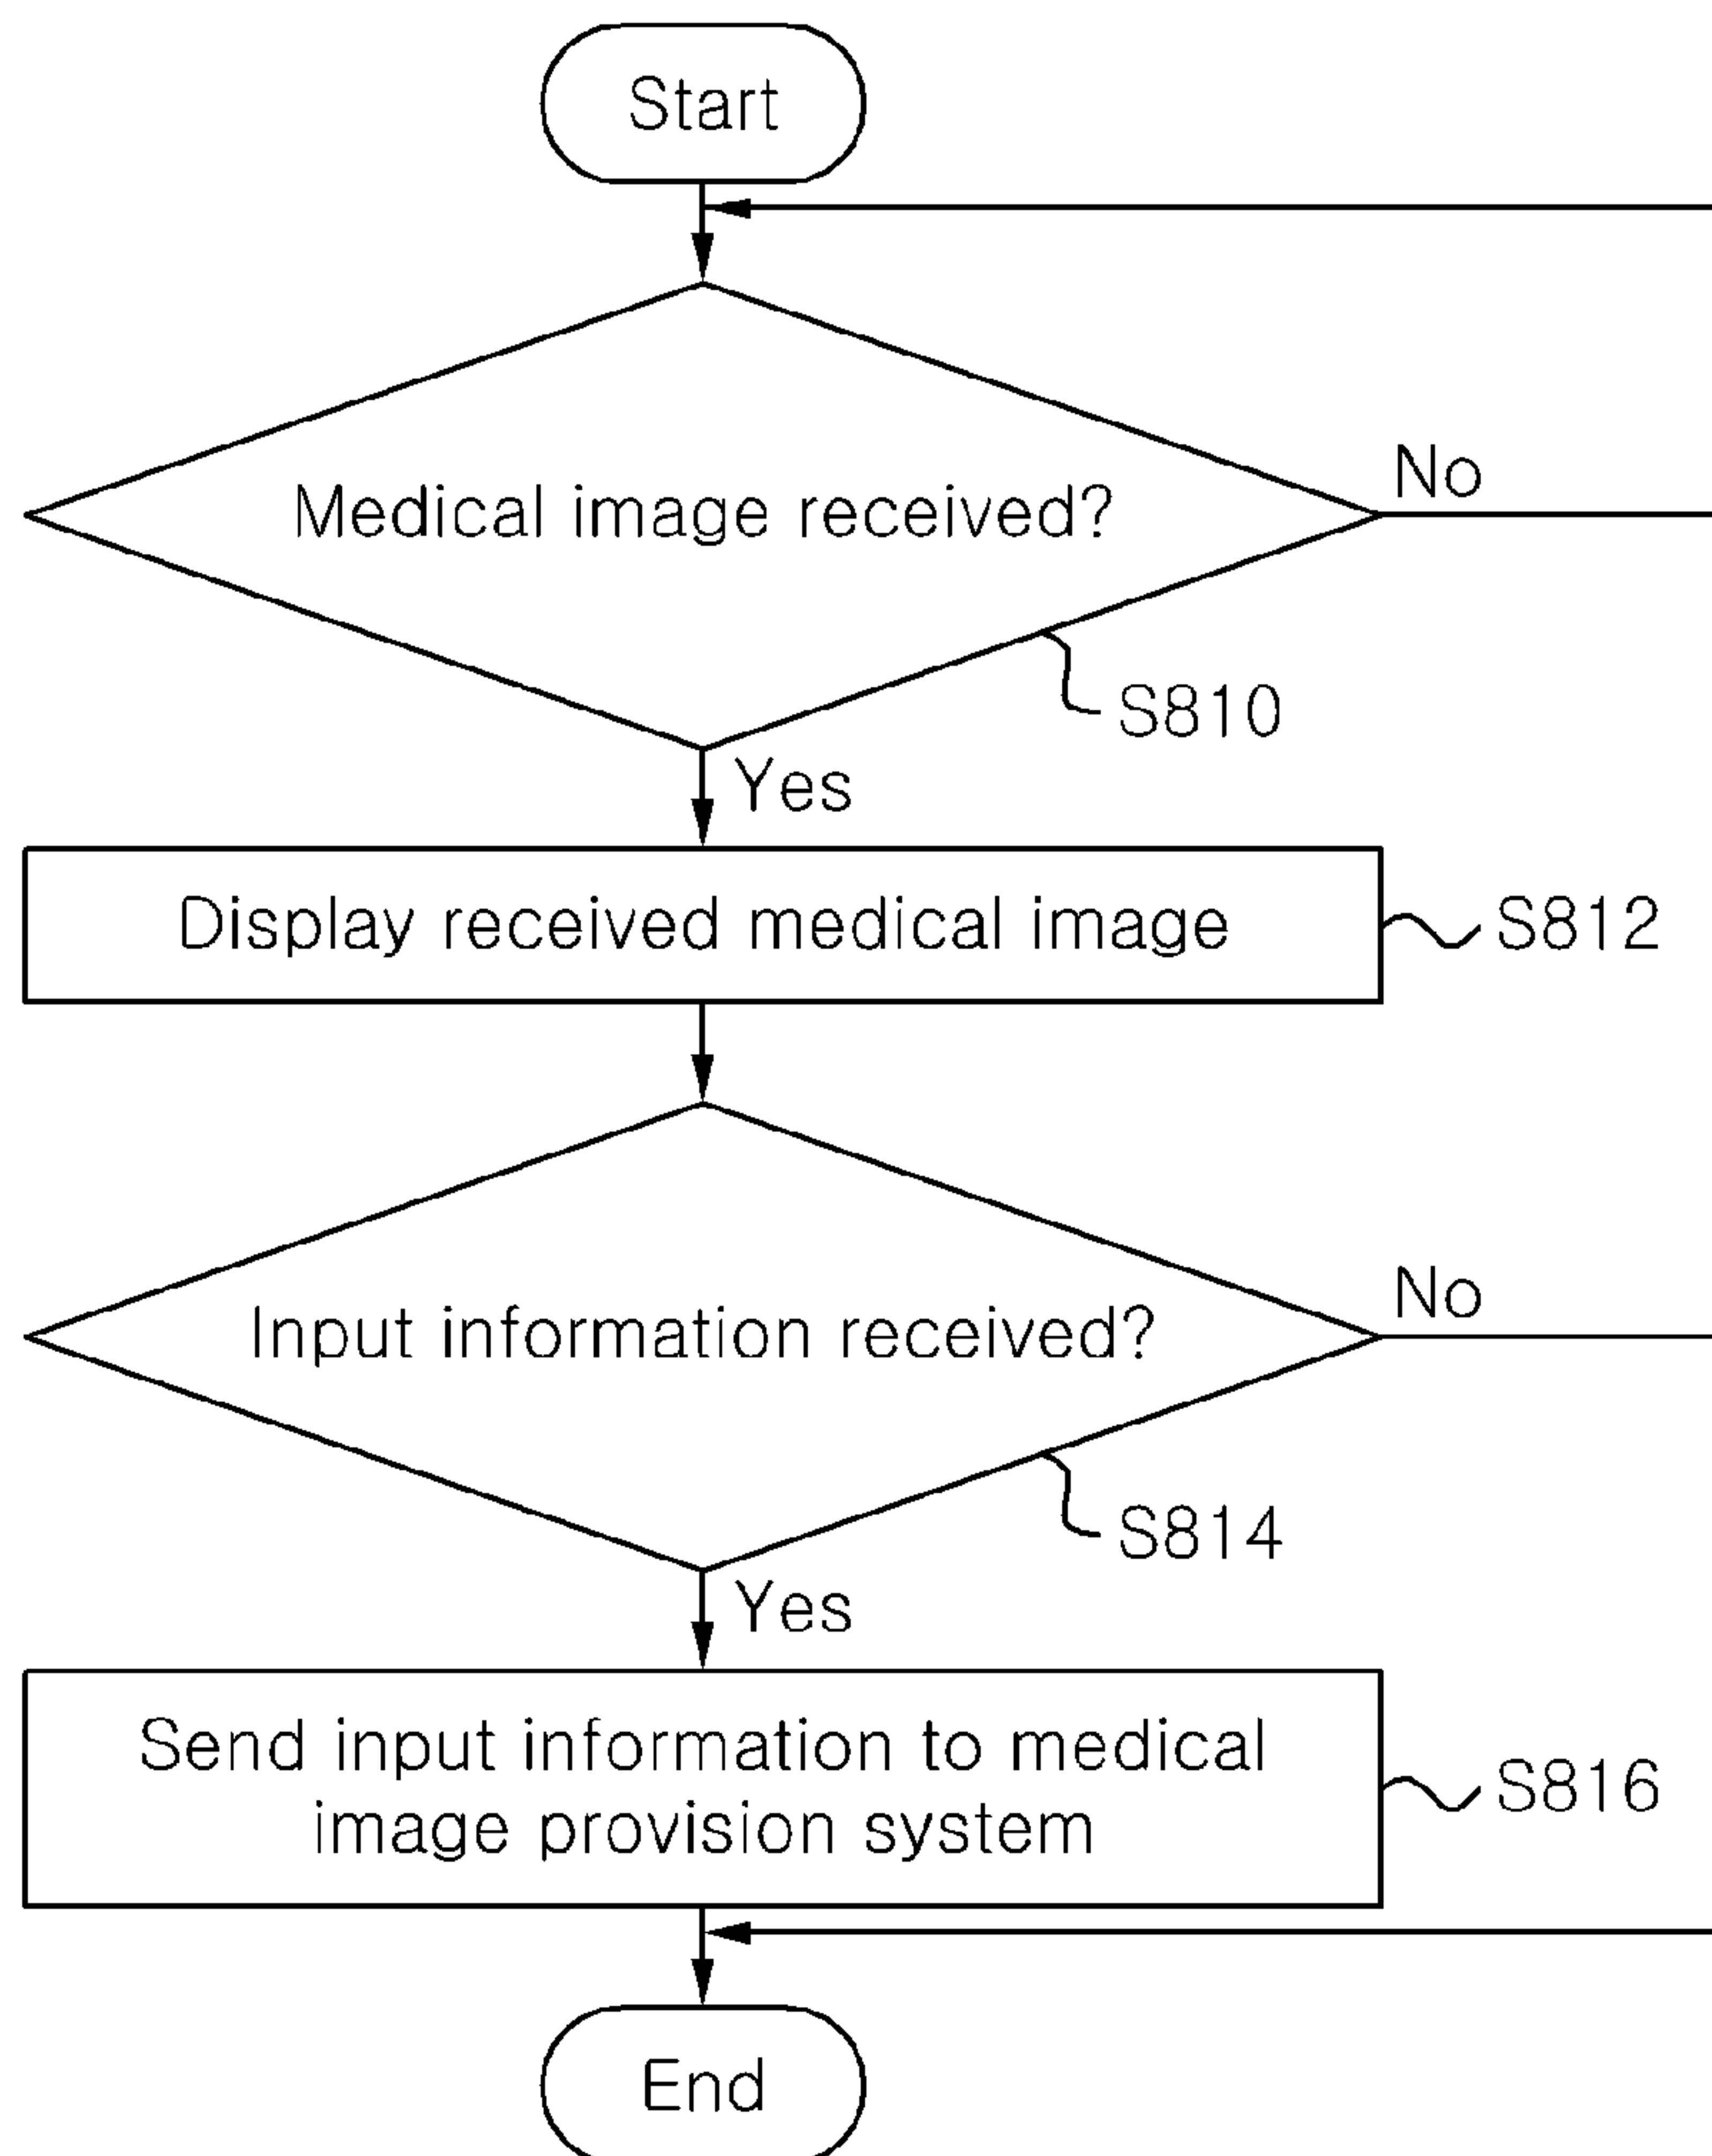 Start
Medical image received?
No
S810
Yes
Display received medical image
S812
Input information received?
No
S814
Yes
Send input information to medical
image provision system
S816
End